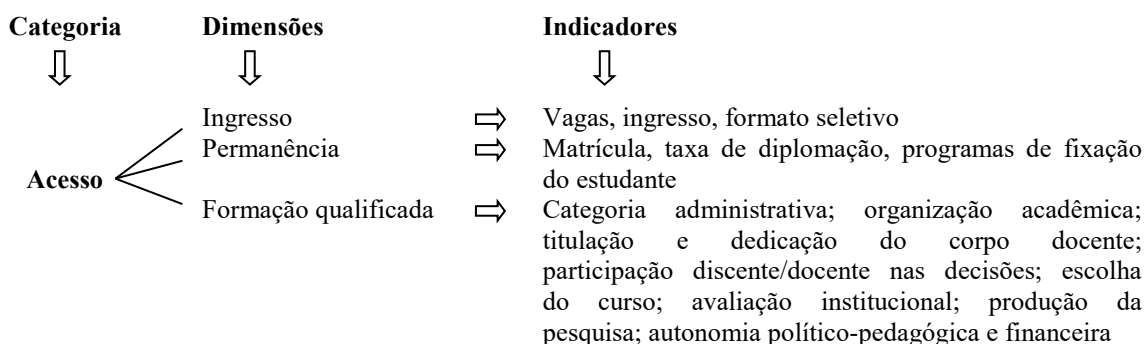 Categoria Dimensões Indicadores
Ingresso Vagas, ingresso, formato seletivo
Permanência Matrícula, taxa de diplomação, programas de fixação
Acesso do estudante
Formação qualificada Categoria administrativa; organização acadêmica;
titulação e dedicação do corpo docente;
participação discente/docente nas decisões; escolha
do curso; avaliação institucional; produção da
pesquisa; autonomia político-pedagógica e financeira